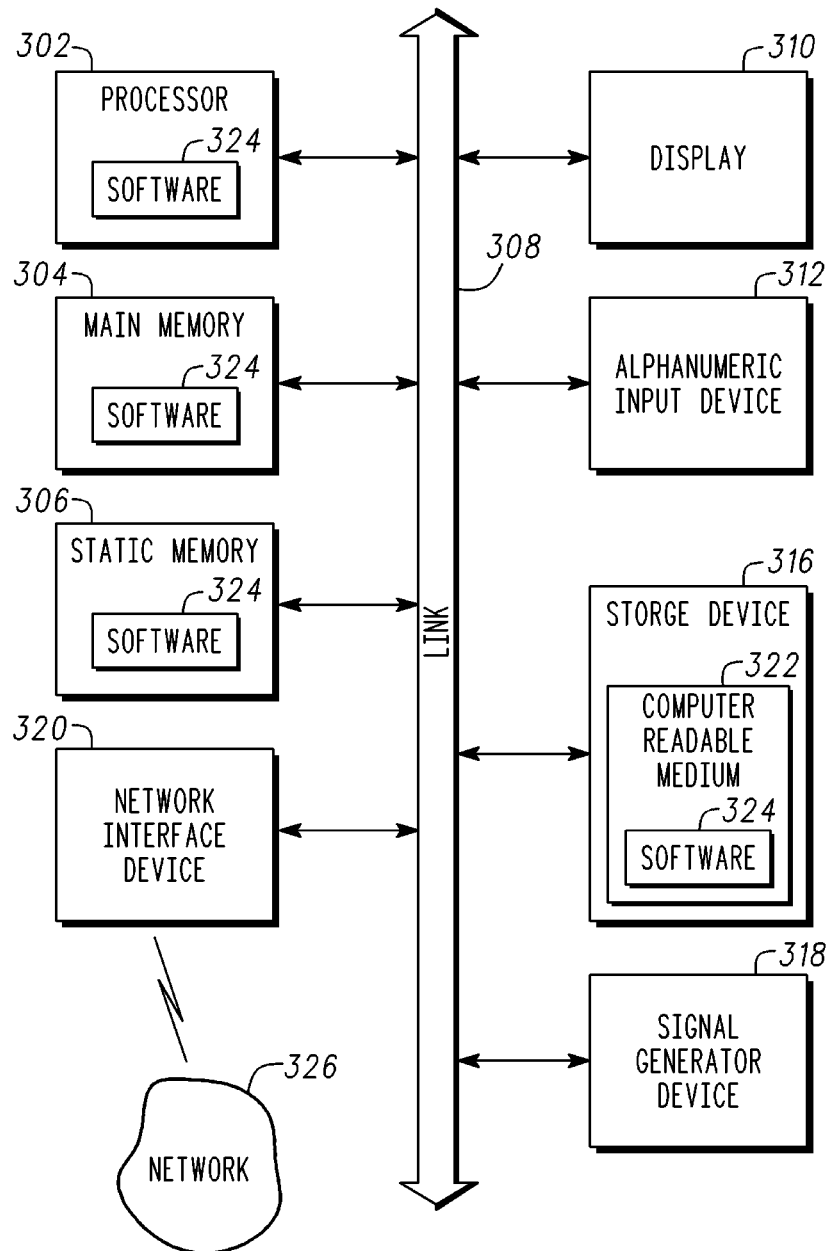 302
PROCESSOR
324
SOFTWARE
304
MAIN MEMORY
324
SOFTWARE
306
STATIC MEMORY
324
SOFTWARE
320
NETWORK
INTERFACE
DEVICE
326
NETWORK
LINK
308
310
DISPLAY
312
ALPHANUMERIC
INPUT DEVICE
316
STORGE DEVICE
322
COMPUTER
READABLE
MEDIUM
324
SOFTWARE
318
SIGNAL
GENERATOR
DEVICE